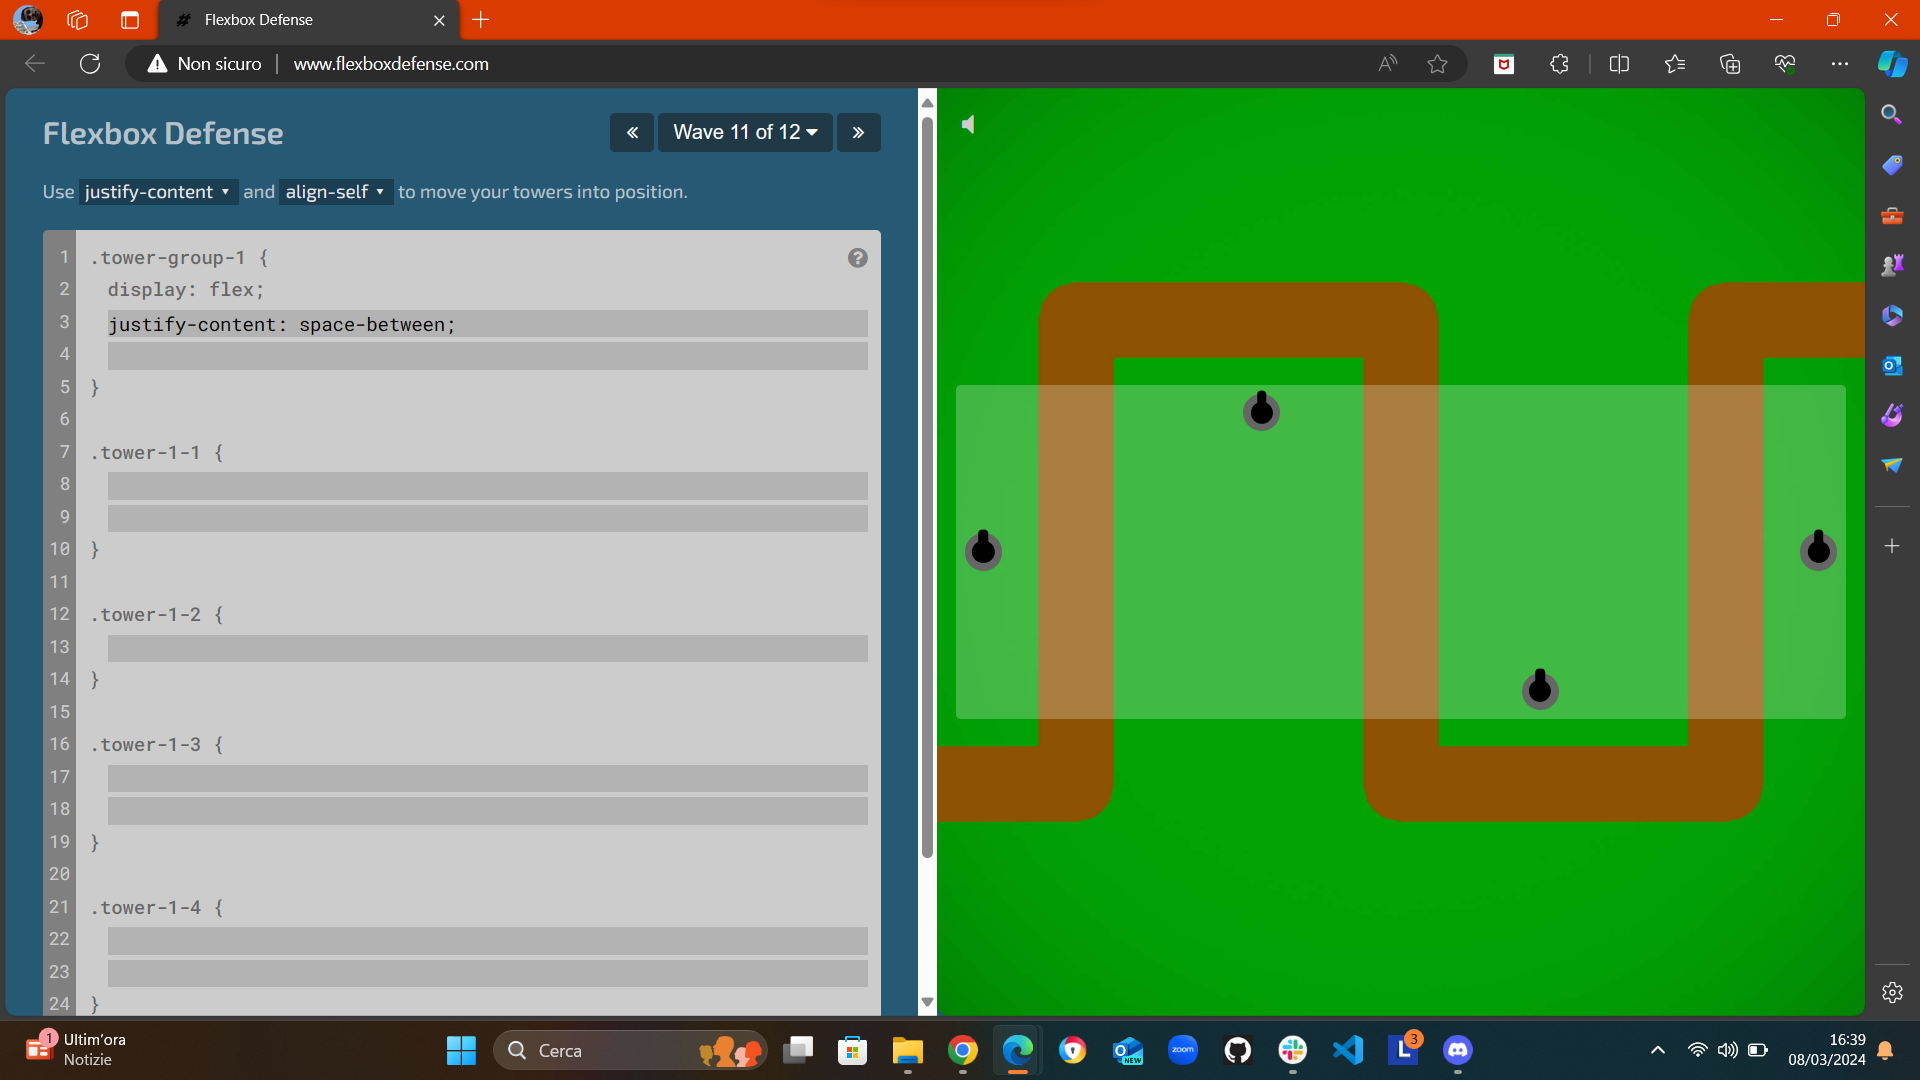 Flexbox Defense
Non sicuro
www.flexboxdefense.com
Flexbox Defense
« Wave 11 of 12 »
Use justify-content and align-self to move your towers into position.
1 .tower-group-1 {
2 display: flex;
3 justify-content: space-between;
4
5 }
6
7 .tower-1-1 {
8
9
10 }
11
12 .tower-1-2 {
13
14 }
15
16 .tower-1-3 {
17
18
19 }
20
21 .tower-1-4 {
22
23
24 }
1
Ultim'ora
Notizie
Cerca
NEW
zoom
L
3
16:39
08/03/2024